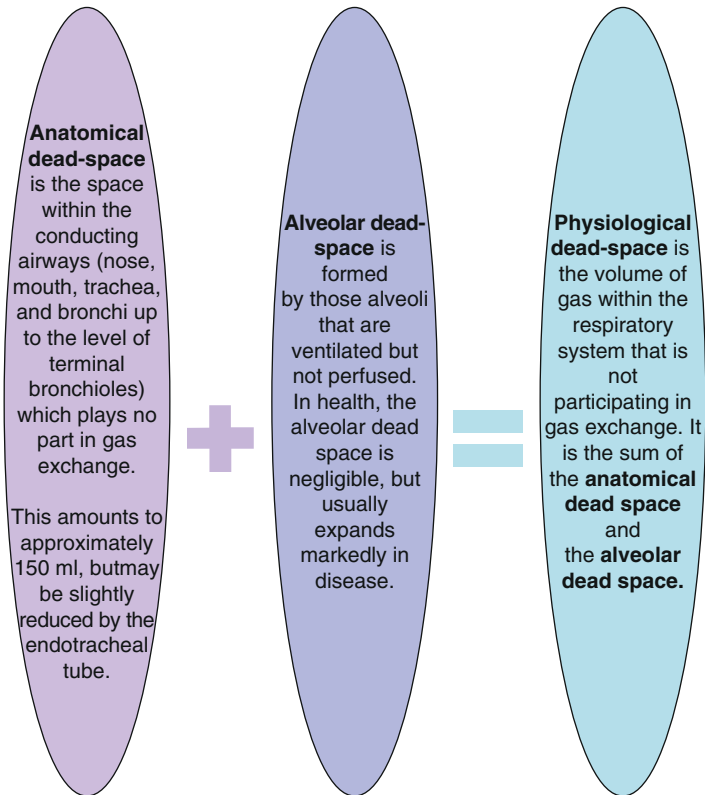 Anatomical
dead-space
is the space
within the
conducting
airways (nose,
mouth, trachea,
and bronchi up
to the level of
terminal
bronchioles)
which plays no
part in gas
exchange.
This amounts to
approximately
150 ml, butmay
be slightly
reduced by the
endotracheal
tube.
+
Alveolar dead-
space is
formed
by those alveoli
that are
ventilated but
not perfused.
In health, the
alveolar dead
space is
negligible, but
usually
expands
markedly in
disease.
=
Physiological
dead-space is
the volume of
gas within the
respiratory
system that is
not
participating in
gas exchange. It
is the sum of
the anatomical
dead space
and
the alveolar
dead space.